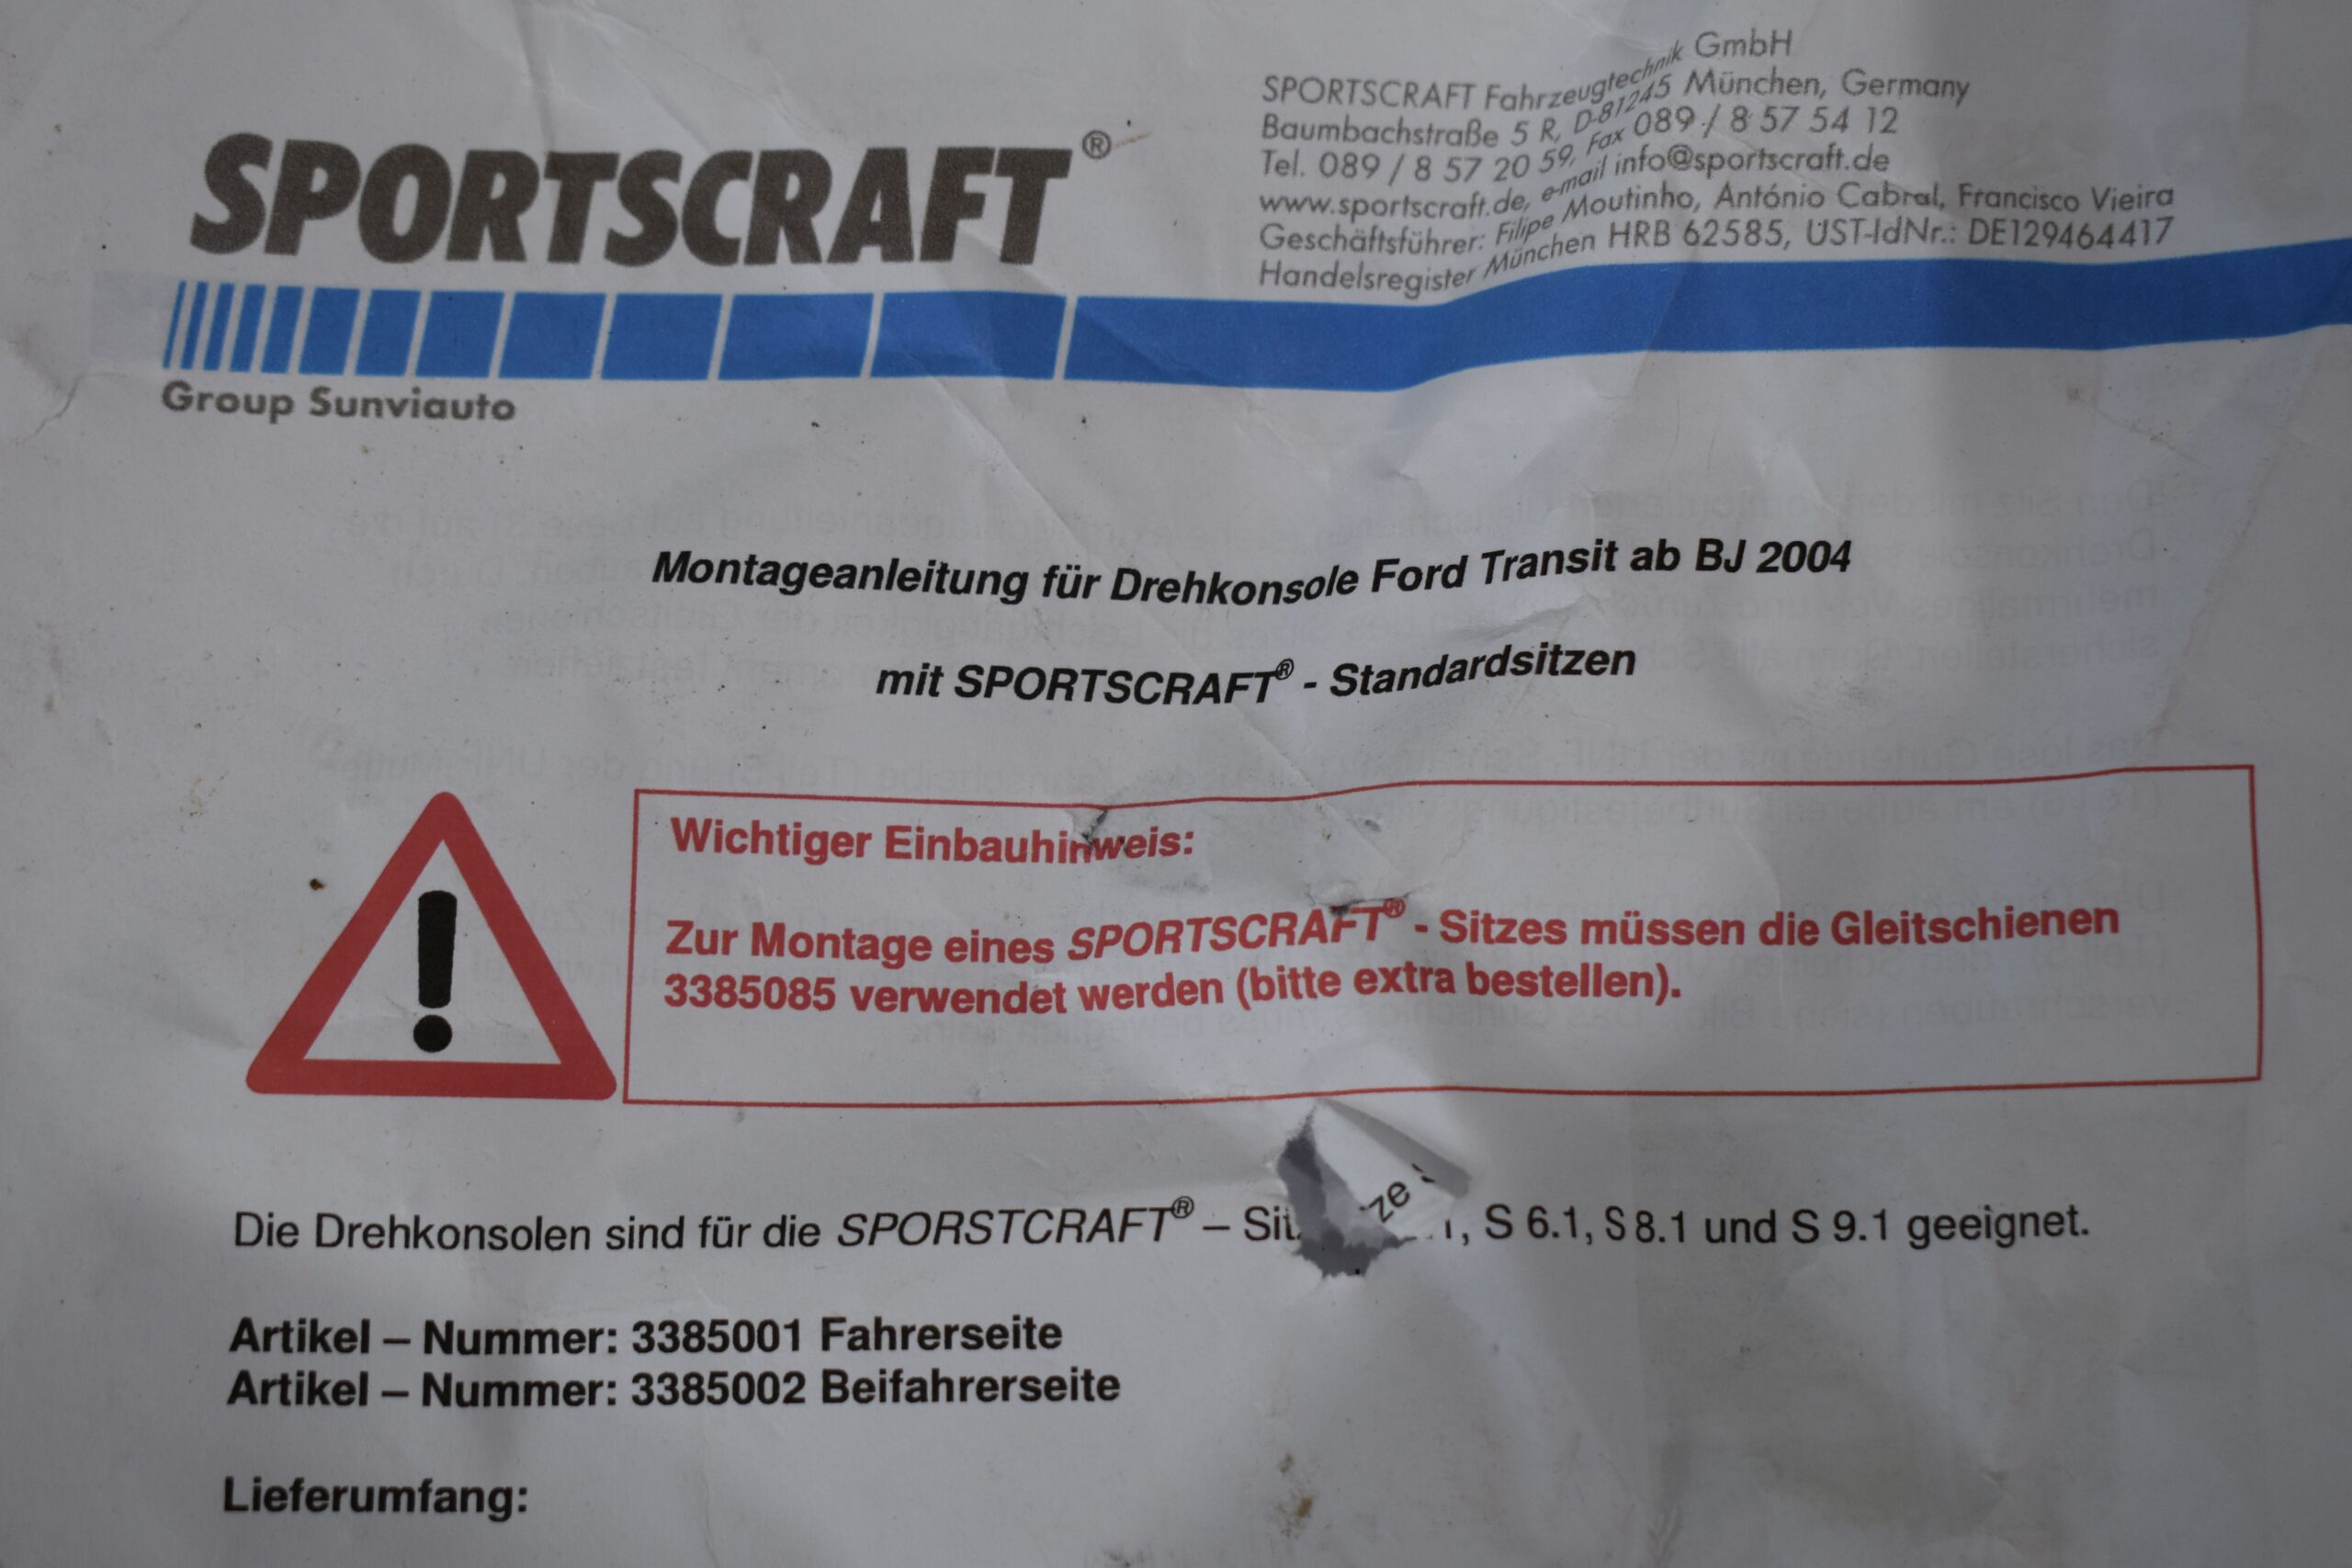 SPORTSCRAFT®
Group Sunviauto
SPORTSCRAFT Fahrzeugtechnik GmbH
Baumbachstraße 5 R, D-81245 München, Germany
Tel. 089 / 8 57 20 59, Fax 089 / 8 57 54 12
www.sportscraft.de, e-mail info@sportscraft.de
Geschäftsführer: Filipe Moutinho, António Cabral, Francisco Vieira
Handelsregister München HRB 62585, UST-IdNr.: DE129464417
Montageanleitung für Drehkonsole Ford Transit ab BJ 2004
mit SPORTSCRAFT® - Standardsitzen
Wichtiger Einbauhinweis:
Zur Montage eines SPORTSCRAFT® - Sitzes müssen die Gleitschienen
3385085 verwendet werden (bitte extra bestellen).
Die Drehkonsolen sind für die SPORSTCRAFT® – Sitze , S 6.1, S 8.1 und S 9.1 geeignet.
Artikel – Nummer: 3385001 Fahrerseite
Artikel – Nummer: 3385002 Beifahrerseite
Lieferumfang: